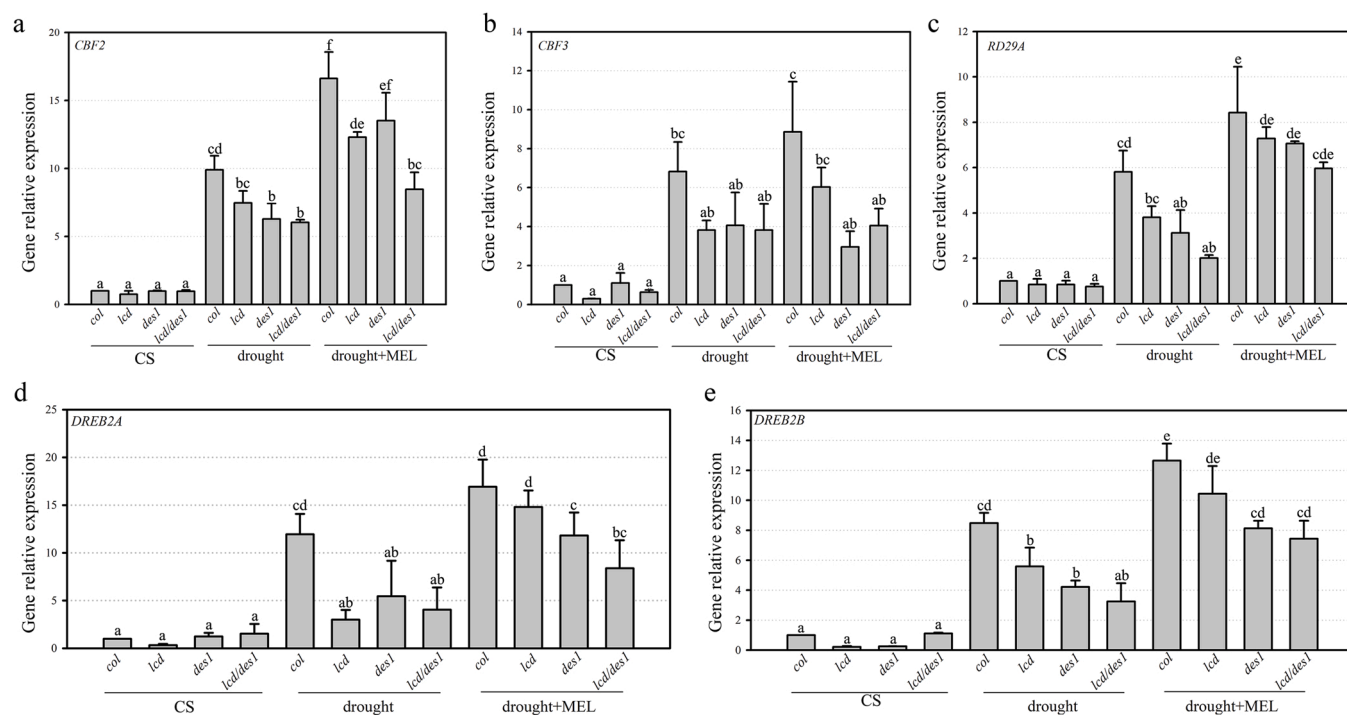 a
CBF2
Gene relative expression
20
15
10
5
0
a a a a
cd bc b b
f de ef bc
col lcd des1 lcd/des1 col lcd des1 lcd/des1 col lcd des1 lcd/des1
CS drought drought+MEL
b
CBF3
Gene relative expression
14
12
10
8
6
4
2
0
a a a a
bc ab ab ab
c bc ab ab
col lcd des1 lcd/des1 col lcd des1 lcd/des1 col lcd des1 lcd/des1
CS drought drought+MEL
c
RD29A
Gene relative expression
12
10
8
6
4
2
0
a a a a
cd bc ab ab
e de de cde
col lcd des1 lcd/des1 col lcd des1 lcd/des1 col lcd des1 lcd/des1
CS drought drought+MEL
d
DREB2A
Gene relative expression
25
20
15
10
5
0
a a a a
cd ab ab ab
d d c bc
col lcd des1 lcd/des1 col lcd des1 lcd/des1 col lcd des1 lcd/des1
CS drought drought+MEL
e
DREB2B
Gene relative expression
16
14
12
10
8
6
4
2
0
a a a a
cd b b ab
e de cd cd
col lcd des1 lcd/des1 col lcd des1 lcd/des1 col lcd des1 lcd/des1
CS drought drought+MEL